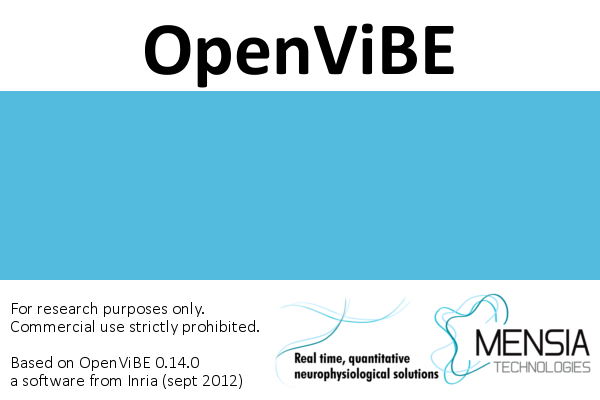 OpenViBE
For research purposes only.
Commercial use strictly prohibited.
Based on OpenViBE 0.14.0
a software from Inria (sept 2012)
Real time, quantitative
neurophysiological solutions
MENSIA
TECHNOLOGIES